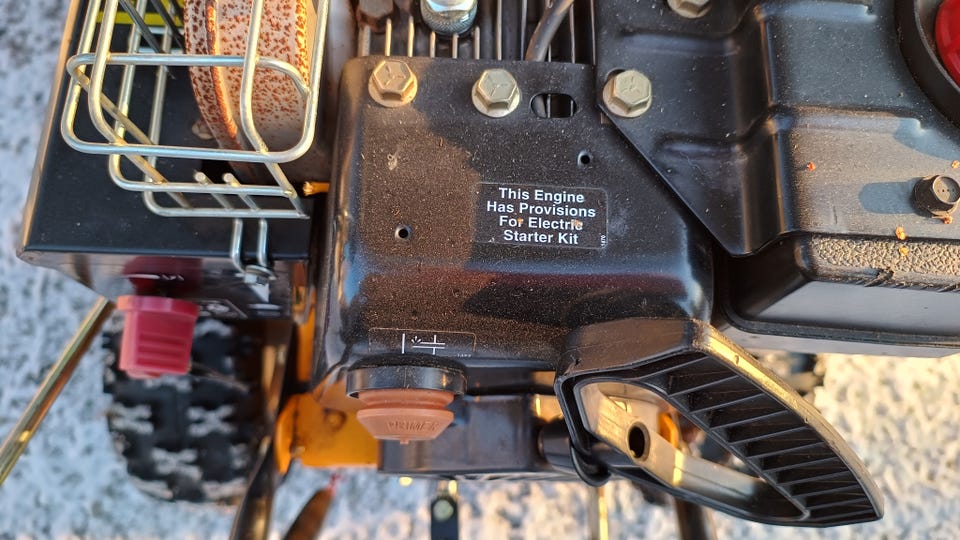 This Engine
Has Provisions
For Electric
Starter Kit
PRIMER